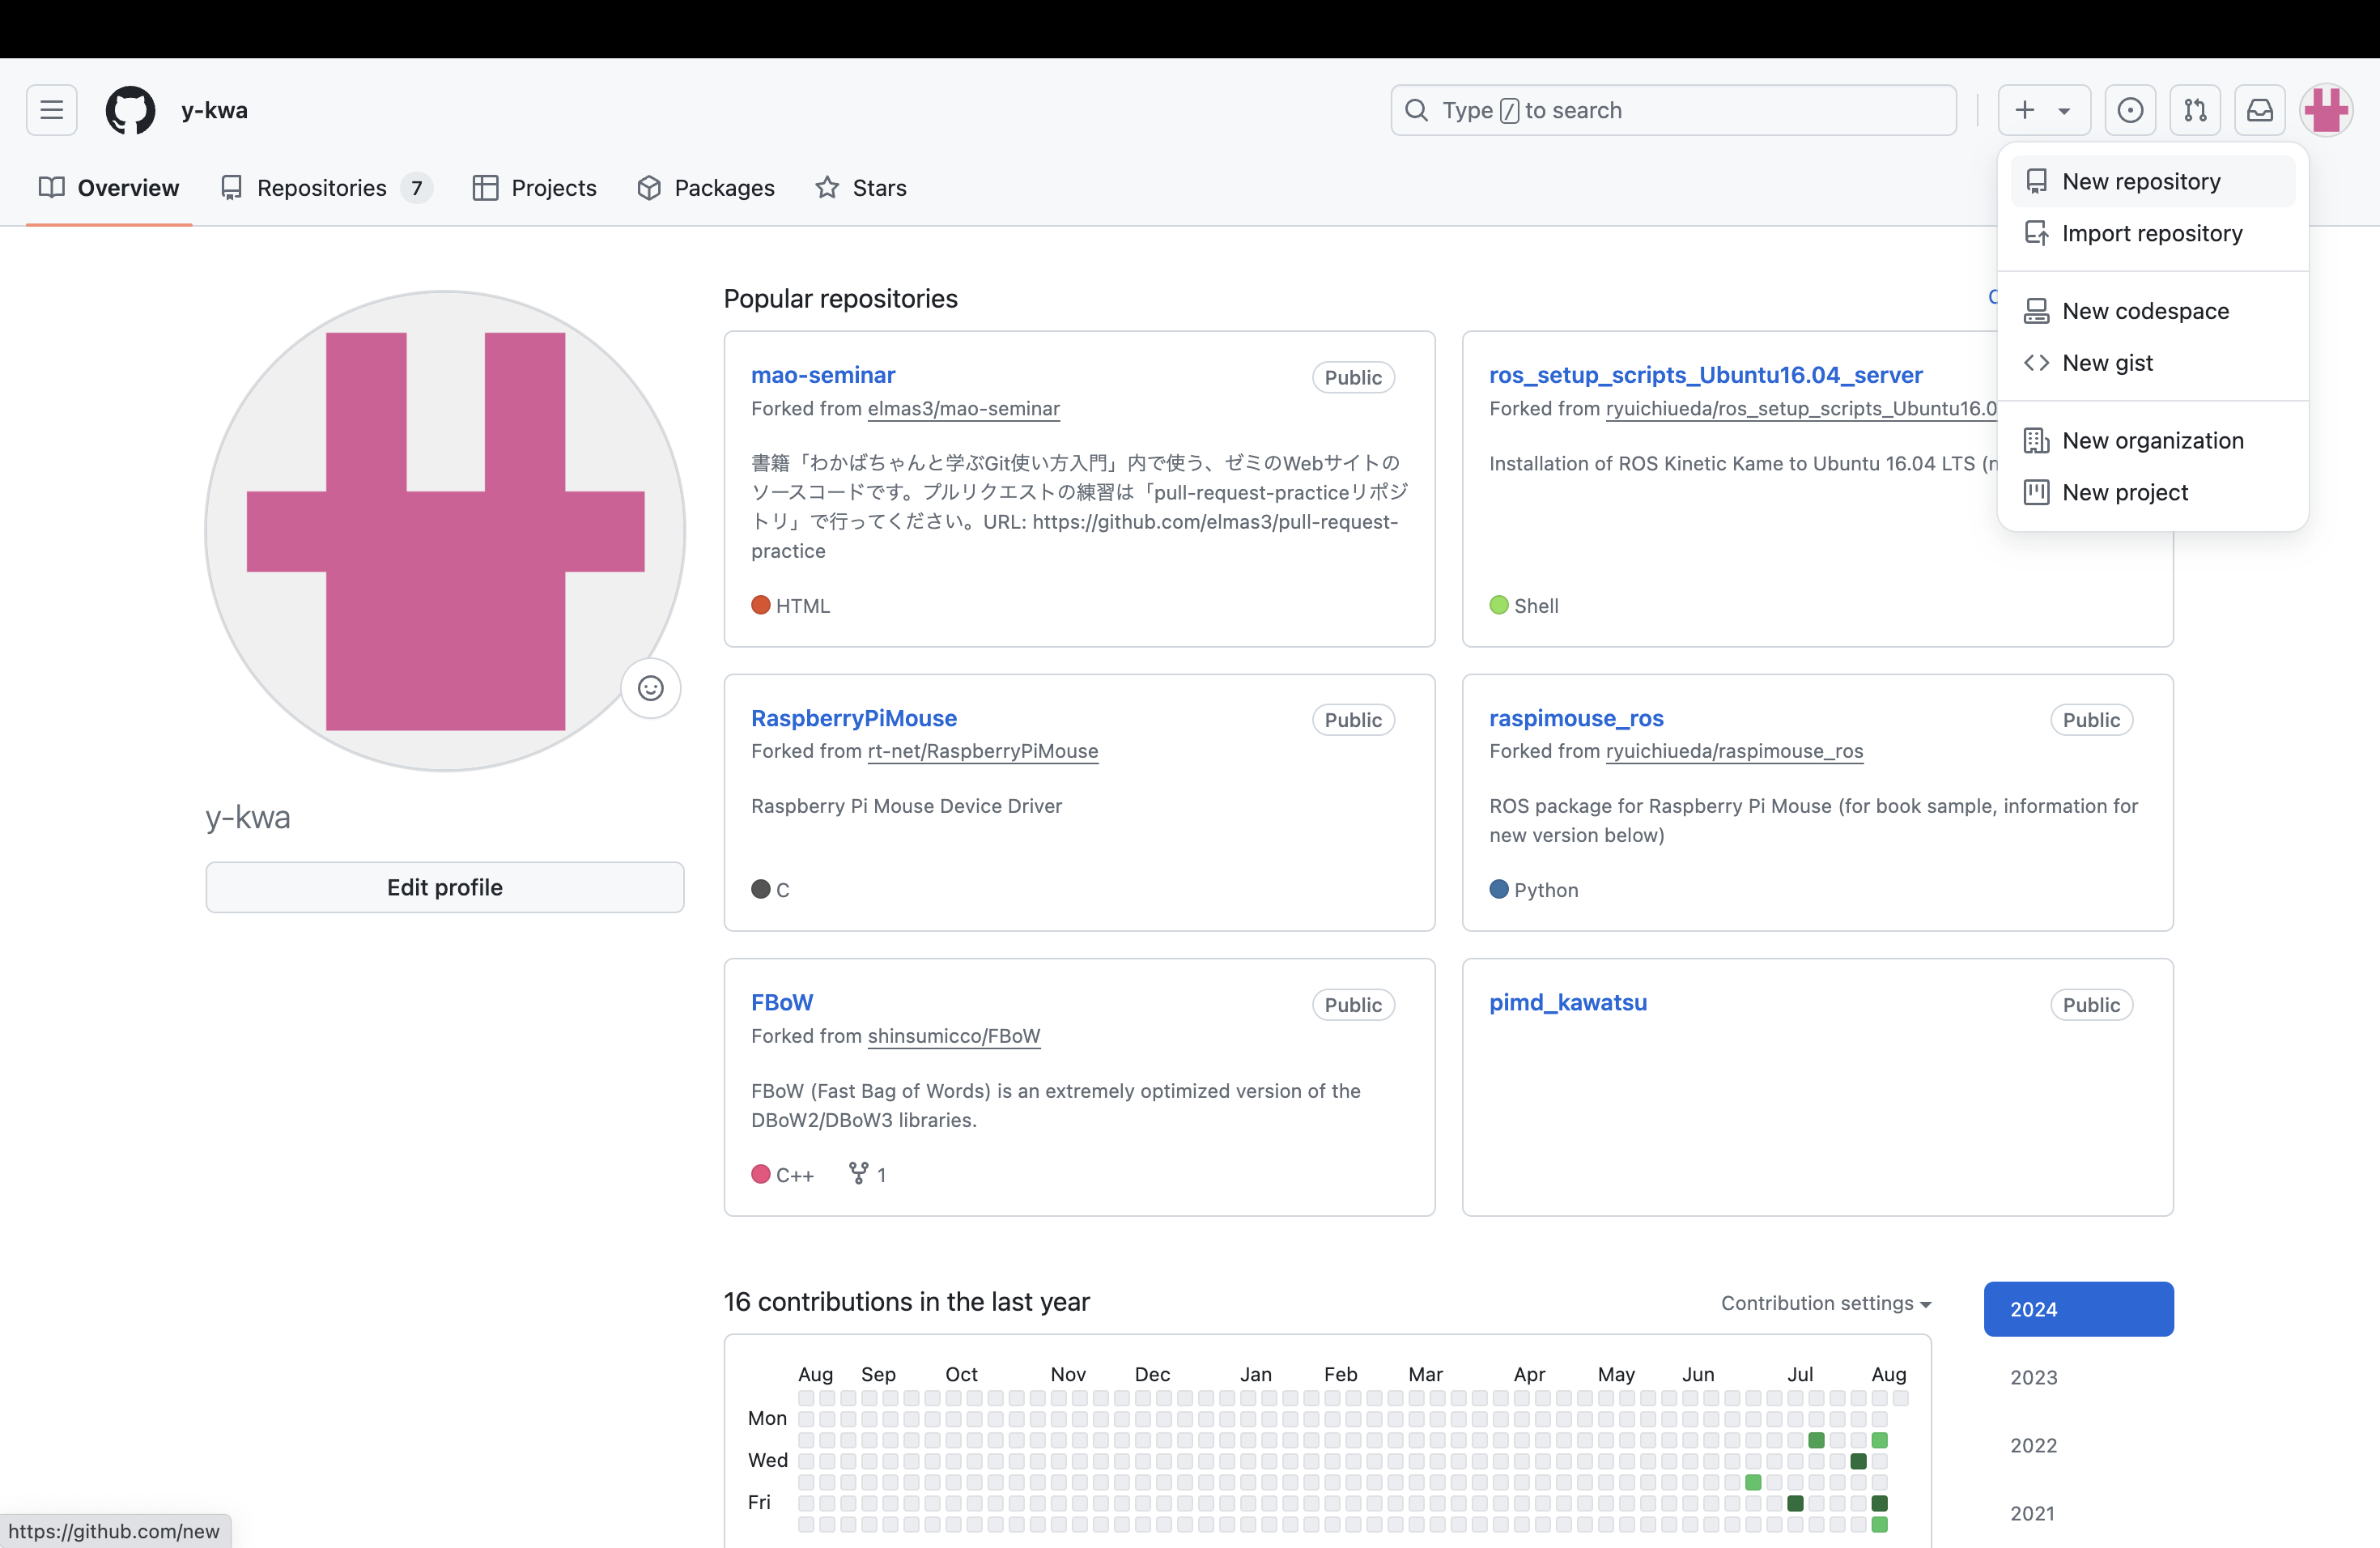 y-kwa
Type / to search
Overview
Repositories 7
Projects
Packages
Stars
New repository
Import repository
New codespace
New gist
New organization
New project
y-kwa
Edit profile
Popular repositories
mao-seminar Public
Forked from elmas3/mao-seminar
書籍「わかばちゃんと学ぶGit使い方入門」内で使う、ゼミのWebサイトの
ソースコードです。プルリクエストの練習は「pull-request-practiceリポジ
トリ」で行ってください。URL: https://github.com/elmas3/pull-request-
practice
HTML
ros_setup_scripts_Ubuntu16.04_server
Forked from ryuichiueda/ros_setup_scripts_Ubuntu16.0
Installation of ROS Kinetic Kame to Ubuntu 16.04 LTS (n
Shell
RaspberryPiMouse Public
Forked from rt-net/RaspberryPiMouse
Raspberry Pi Mouse Device Driver
C
raspimouse_ros Public
Forked from ryuichiueda/raspimouse_ros
ROS package for Raspberry Pi Mouse (for book sample, information for
new version below)
Python
FBoW Public
Forked from shinsumicco/FBoW
FBoW (Fast Bag of Words) is an extremely optimized version of the
DBoW2/DBoW3 libraries.
C++ 1
pimd_kawatsu Public
16 contributions in the last year
Contribution settings
2024
2023
2022
2021
Aug Sep Oct Nov Dec Jan Feb Mar Apr May Jun Jul Aug
Mon
Wed
Fri
https://github.com/new